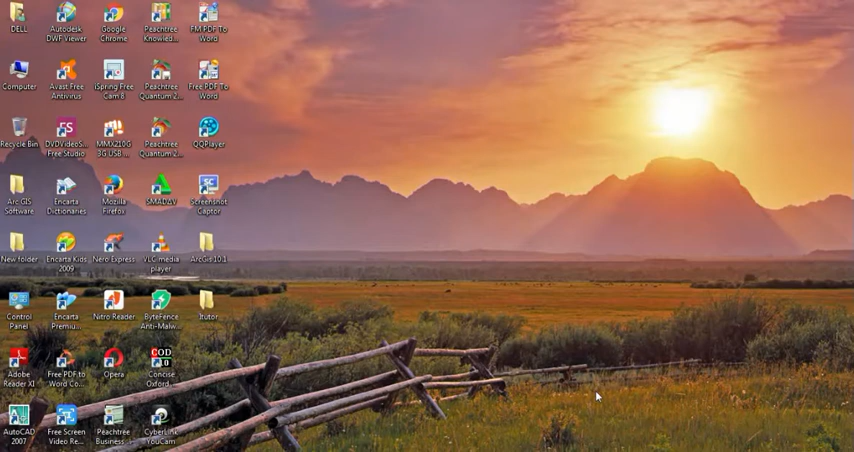 DELL
Autodesk
DWF Viewer
Google
Chrome
Peachtree
Knowled...
FM PDF To
Word
Computer
Avast Free
Antivirus
iSpring Free
Cam 8
Peachtree
Quantum 2...
Free PDF To
Word
Recycle Bin
DVDVideoS...
Free Studio
MMX210G
3G USB ...
Peachtree
Quantum 2...
QQPlayer
Arc GIS
Software
Encarta
Dictionaries
Mozilla
Firefox
SMADAV
Screenshot
Captor
New folder
Encarta Kids
2009
Nero Express
VLC media
player
ArcGis 10.1
Control
Panel
Encarta
Premiu...
Nitro Reader
ByteFence
Anti-Malw...
Itutor
Adobe
Reader XI
Free PDF to
Word Co...
Opera
COD
10
Concise
Oxford...
AutoCAD
2007
Free Screen
Video Re...
Peachtree
Business
CyberLink
YouCam